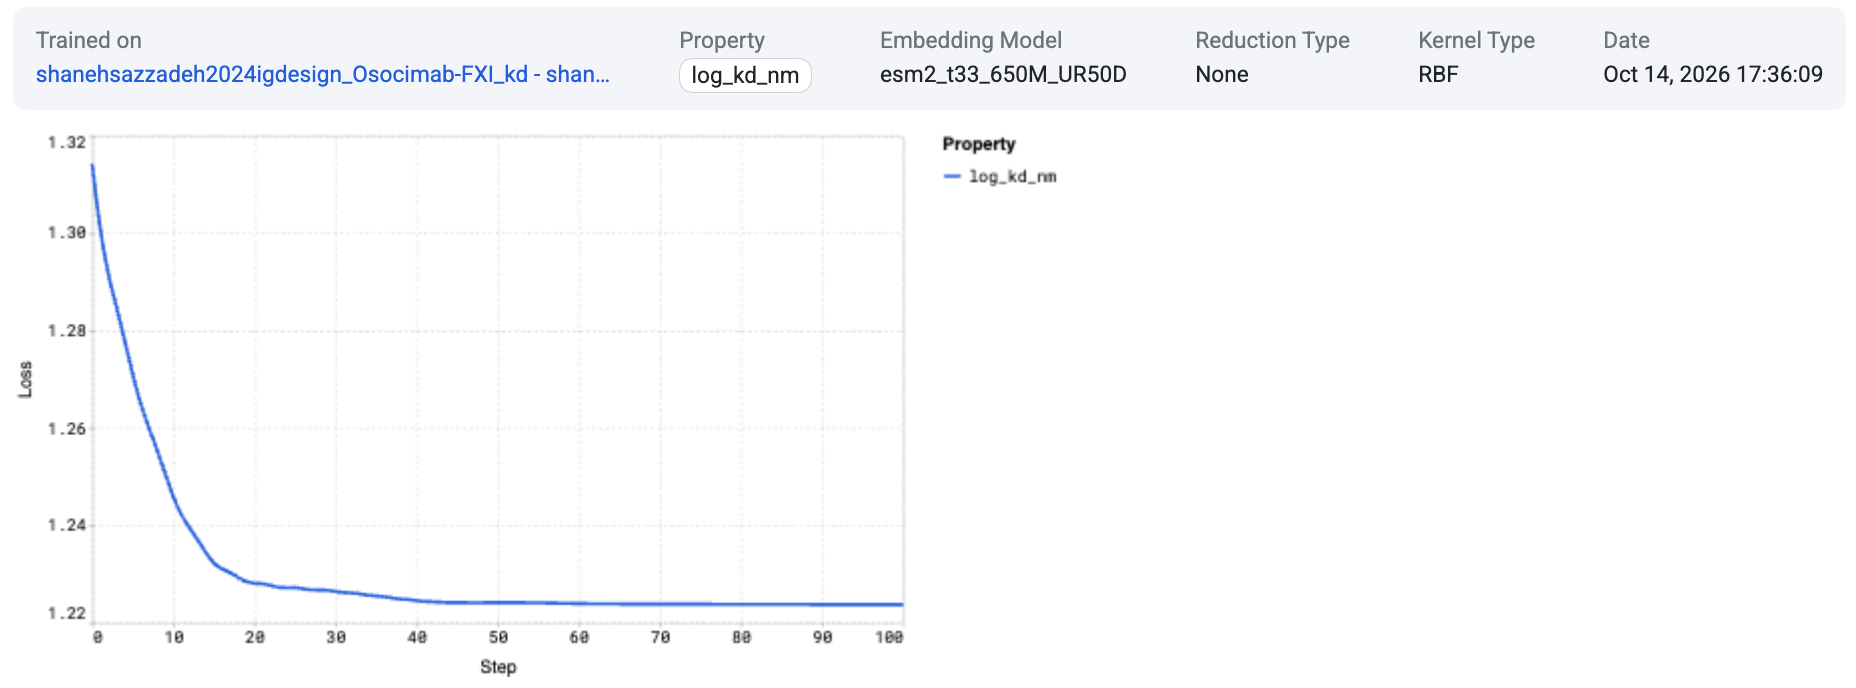 Trained on
shanehsazzadeh2024igdesign_Osocimab-FXI_kd - shan...
Property
log_kd_nm
Embedding Model
esm2_t33_650M_UR50D
Reduction Type
None
Kernel Type
RBF
Date
Oct 14, 2026 17:36:09
1.32
1.30
1.28
1.26
1.24
1.22
Loss
0 10 20 30 40 50 60 70 80 90 100
Step
Property
log_kd_nm